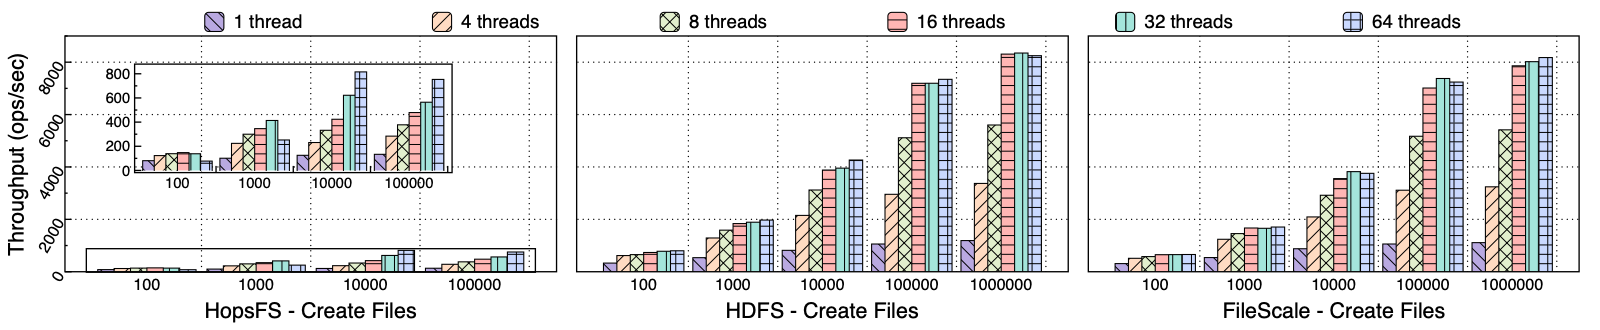 1 thread 4 threads 8 threads 16 threads 32 threads 64 threads
Throughput (ops/sec)
8000
6000
4000
2000
0
800
600
400
200
0
100 1000 10000 100000
100 1000 10000 100000
HopsFS - Create Files
100 1000 10000 100000 1000000
HDFS - Create Files
100 1000 10000 100000 1000000
FileScale - Create Files